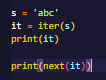 s = 'abc'
it = iter(s)
print(it)
print(next(it))